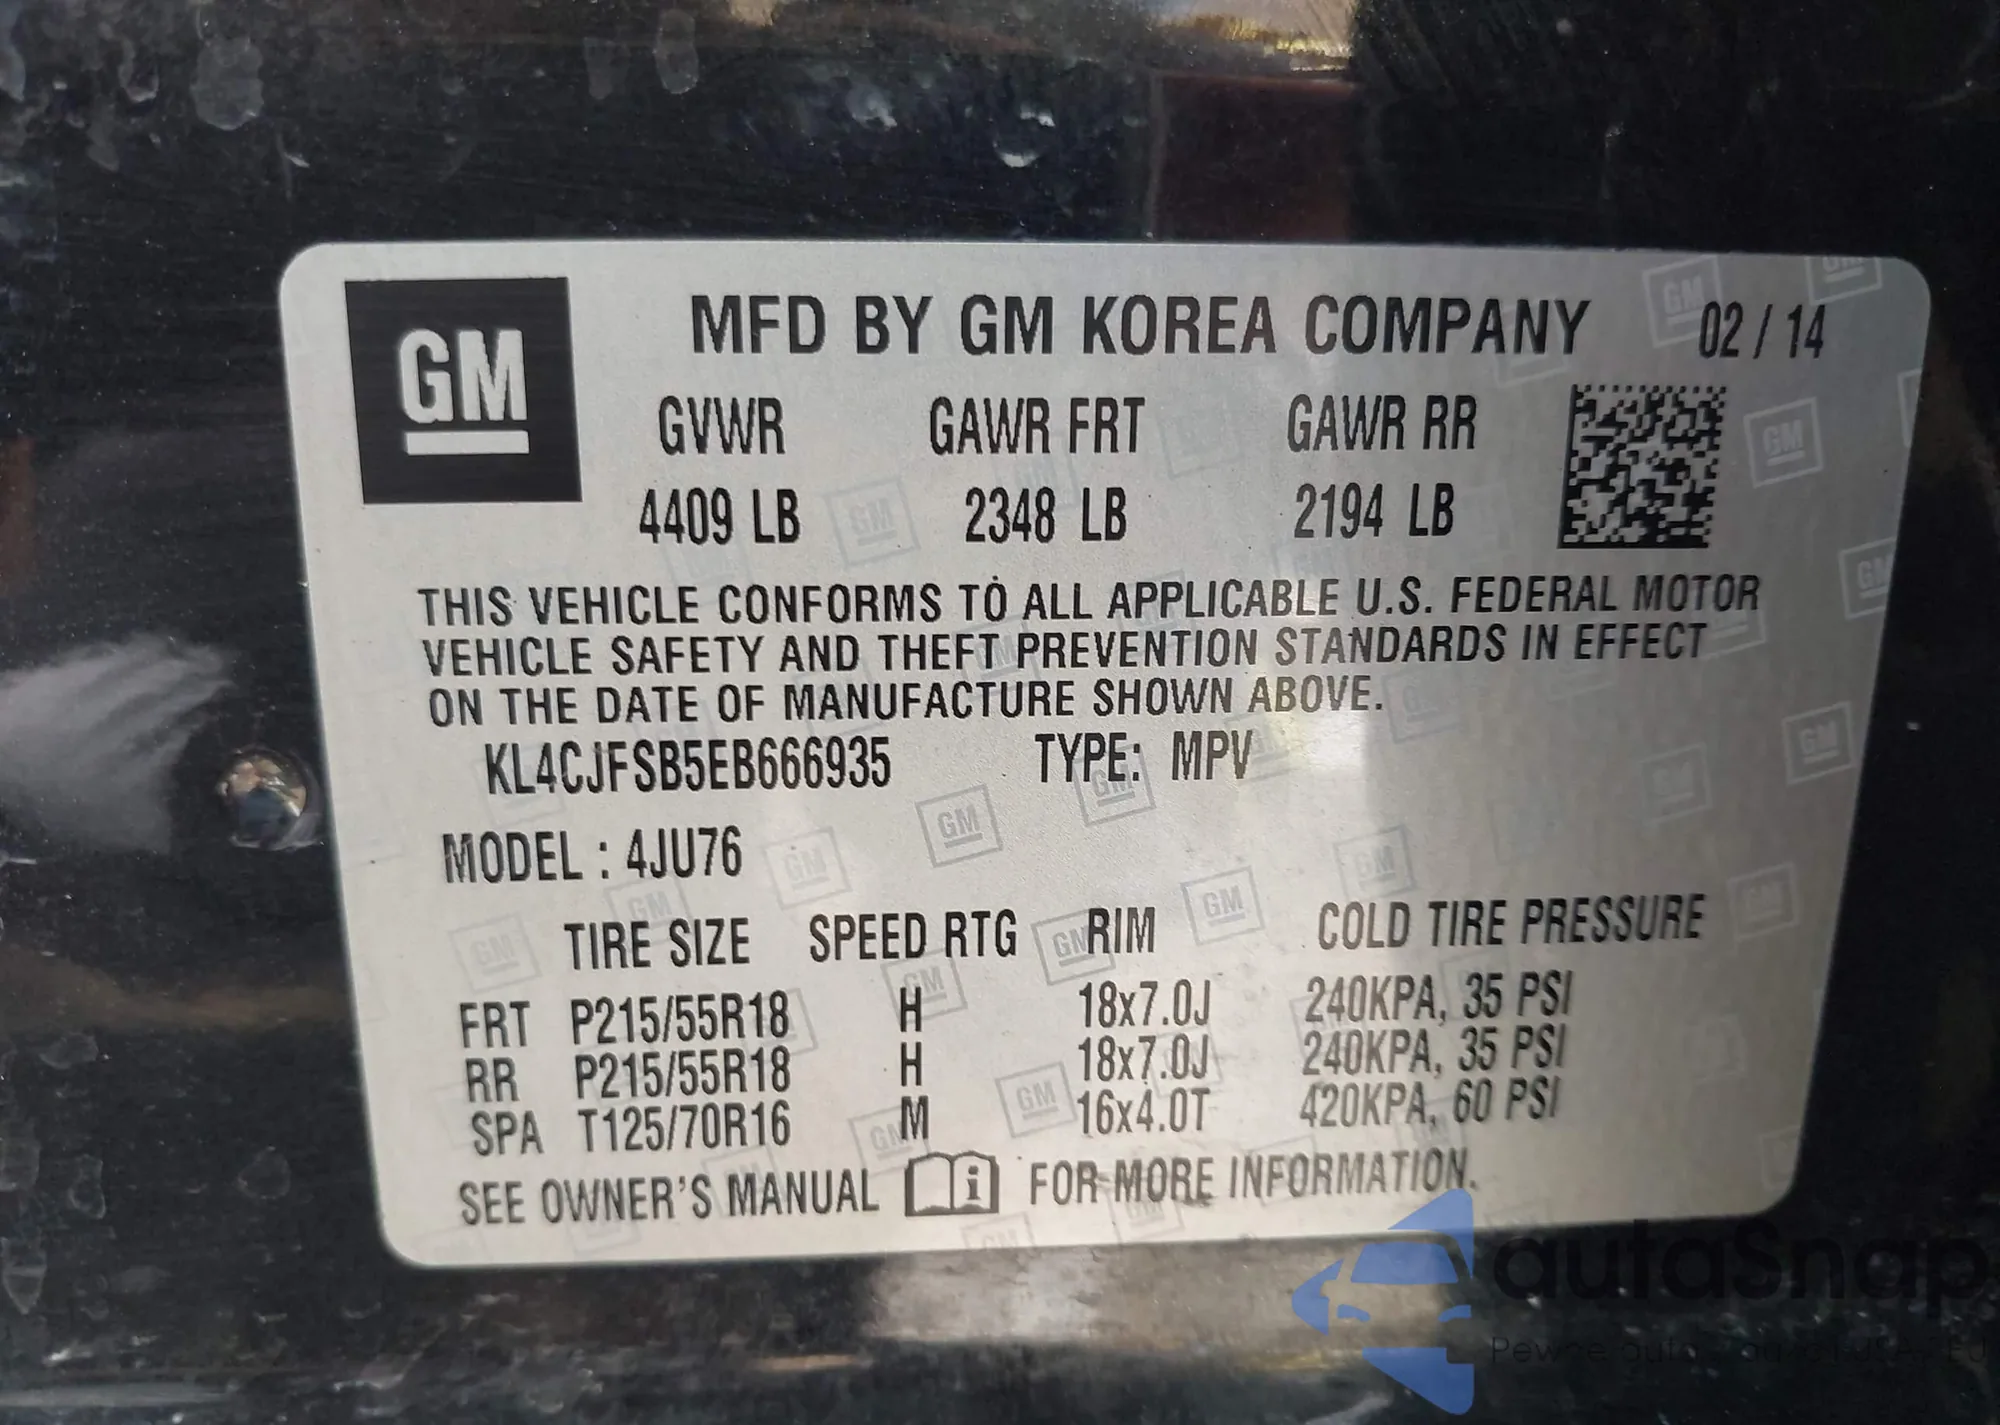 GM
MFD BY GM KOREA COMPANY 02 / 14
GVWR GAWR FRT GAWR RR
4409 LB 2348 LB 2194 LB
THIS VEHICLE CONFORMS TO ALL APPLICABLE U.S. FEDERAL MOTOR
VEHICLE SAFETY AND THEFT PREVENTION STANDARDS IN EFFECT
ON THE DATE OF MANUFACTURE SHOWN ABOVE.
KL4CJFSB5EB666935 TYPE: MPV
MODEL : 4JU76
TIRE SIZE SPEED RTG RIM COLD TIRE PRESSURE
FRT P215/55R18 H 18x7.0J 240KPA, 35 PSI
RR P215/55R18 H 18x7.0J 240KPA, 35 PSI
SPA T125/70R16 M 16x4.0T 420KPA, 60 PSI
SEE OWNER'S MANUAL i FOR MORE INFORMATION.
autaSnap